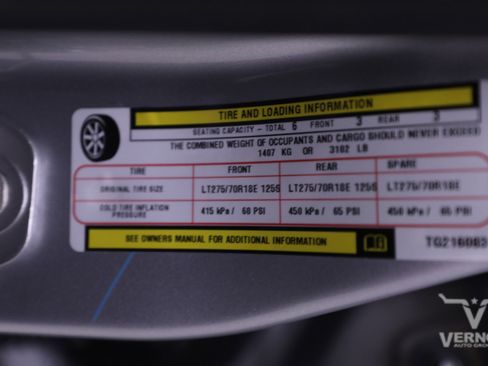 TIRE AND LOADING INFORMATION
SEATING CAPACITY - TOTAL 6 FRONT 3 REAR 3
THE COMBINED WEIGHT OF OCCUPANTS AND CARGO SHOULD NEVER EXCEED
1407 KG OR 3102 LB
TIRE FRONT REAR SPARE
ORIGINAL TIRE SIZE LT275/70R18E 125S LT275/70R18E 125S LT275/70R18E
COLD TIRE INFLATION PRESSURE 415 kPa / 60 PSI 450 kPa / 65 PSI 450 kPa / 65 PSI
SEE OWNERS MANUAL FOR ADDITIONAL INFORMATION
VERNO
AUTO GROU